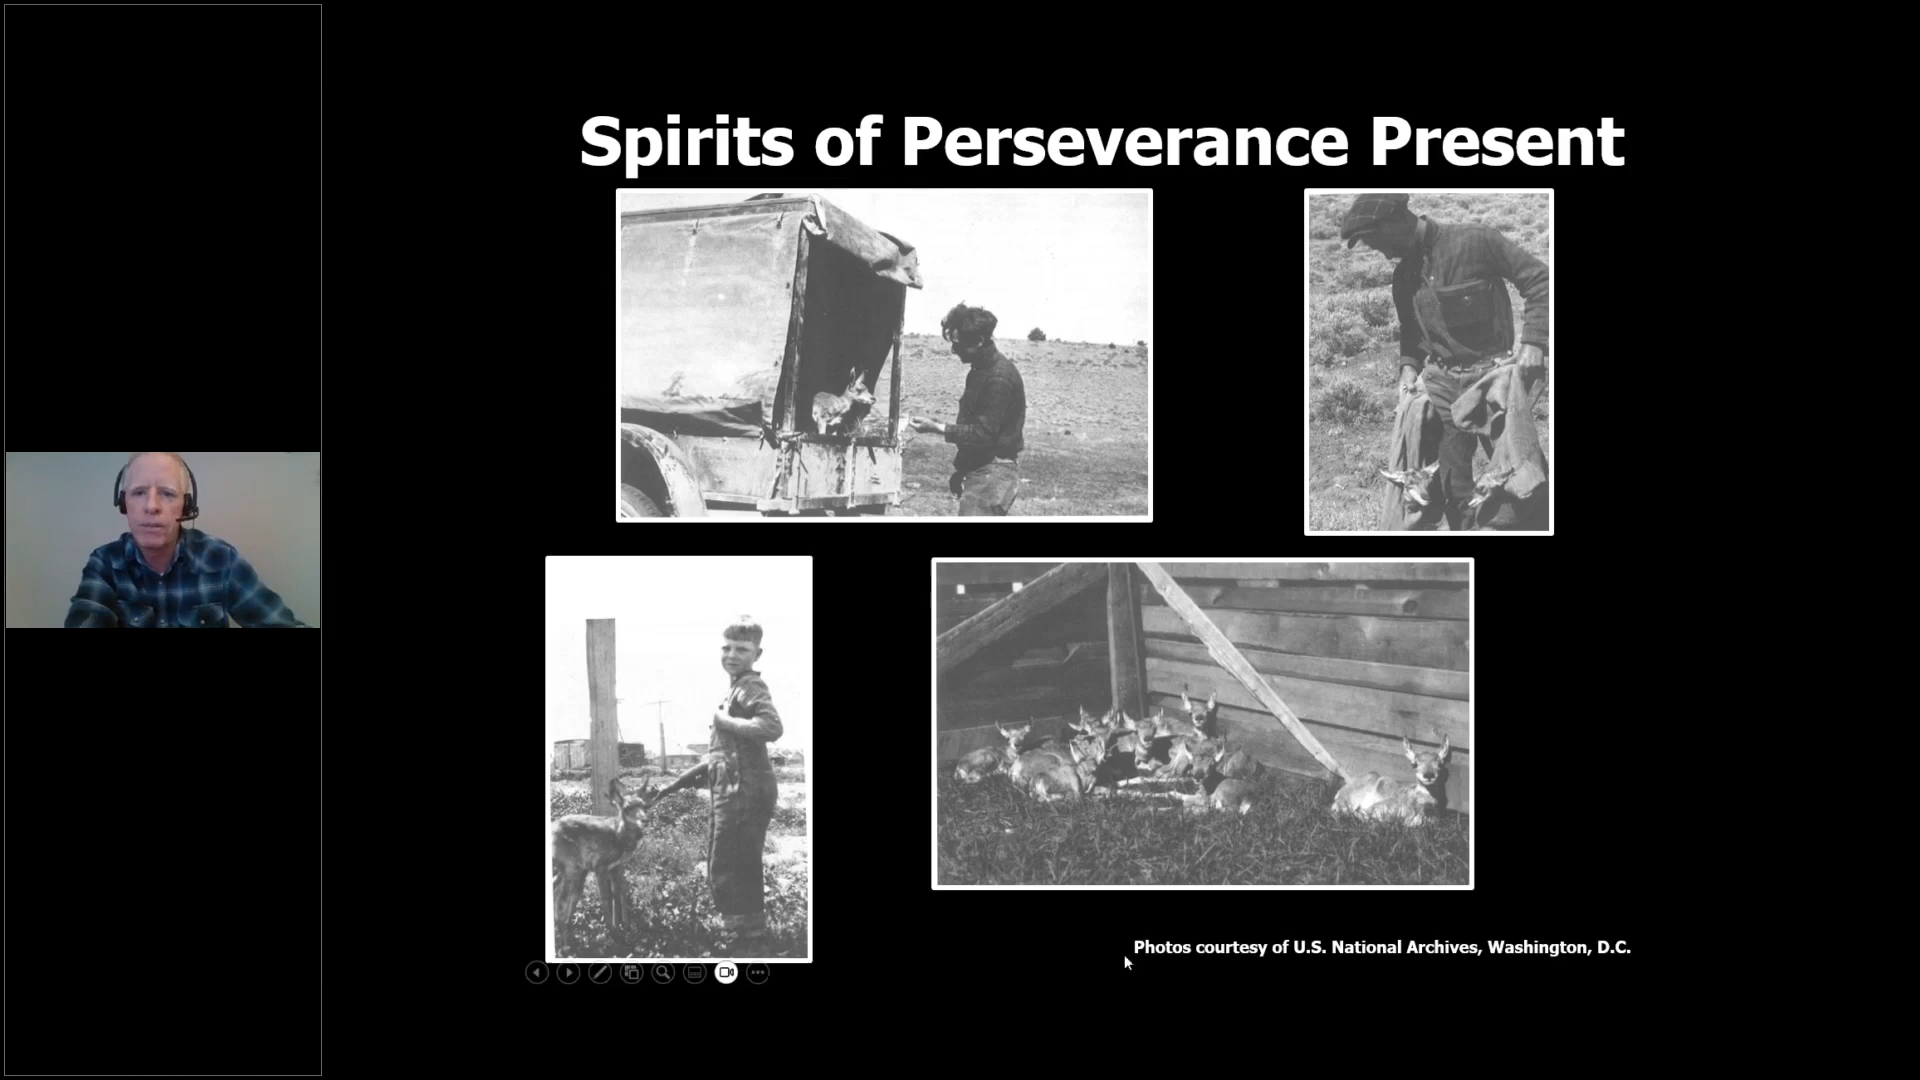 Spirits of Perseverance Present
Photos courtesy of U.S. National Archives, Washington, D.C.